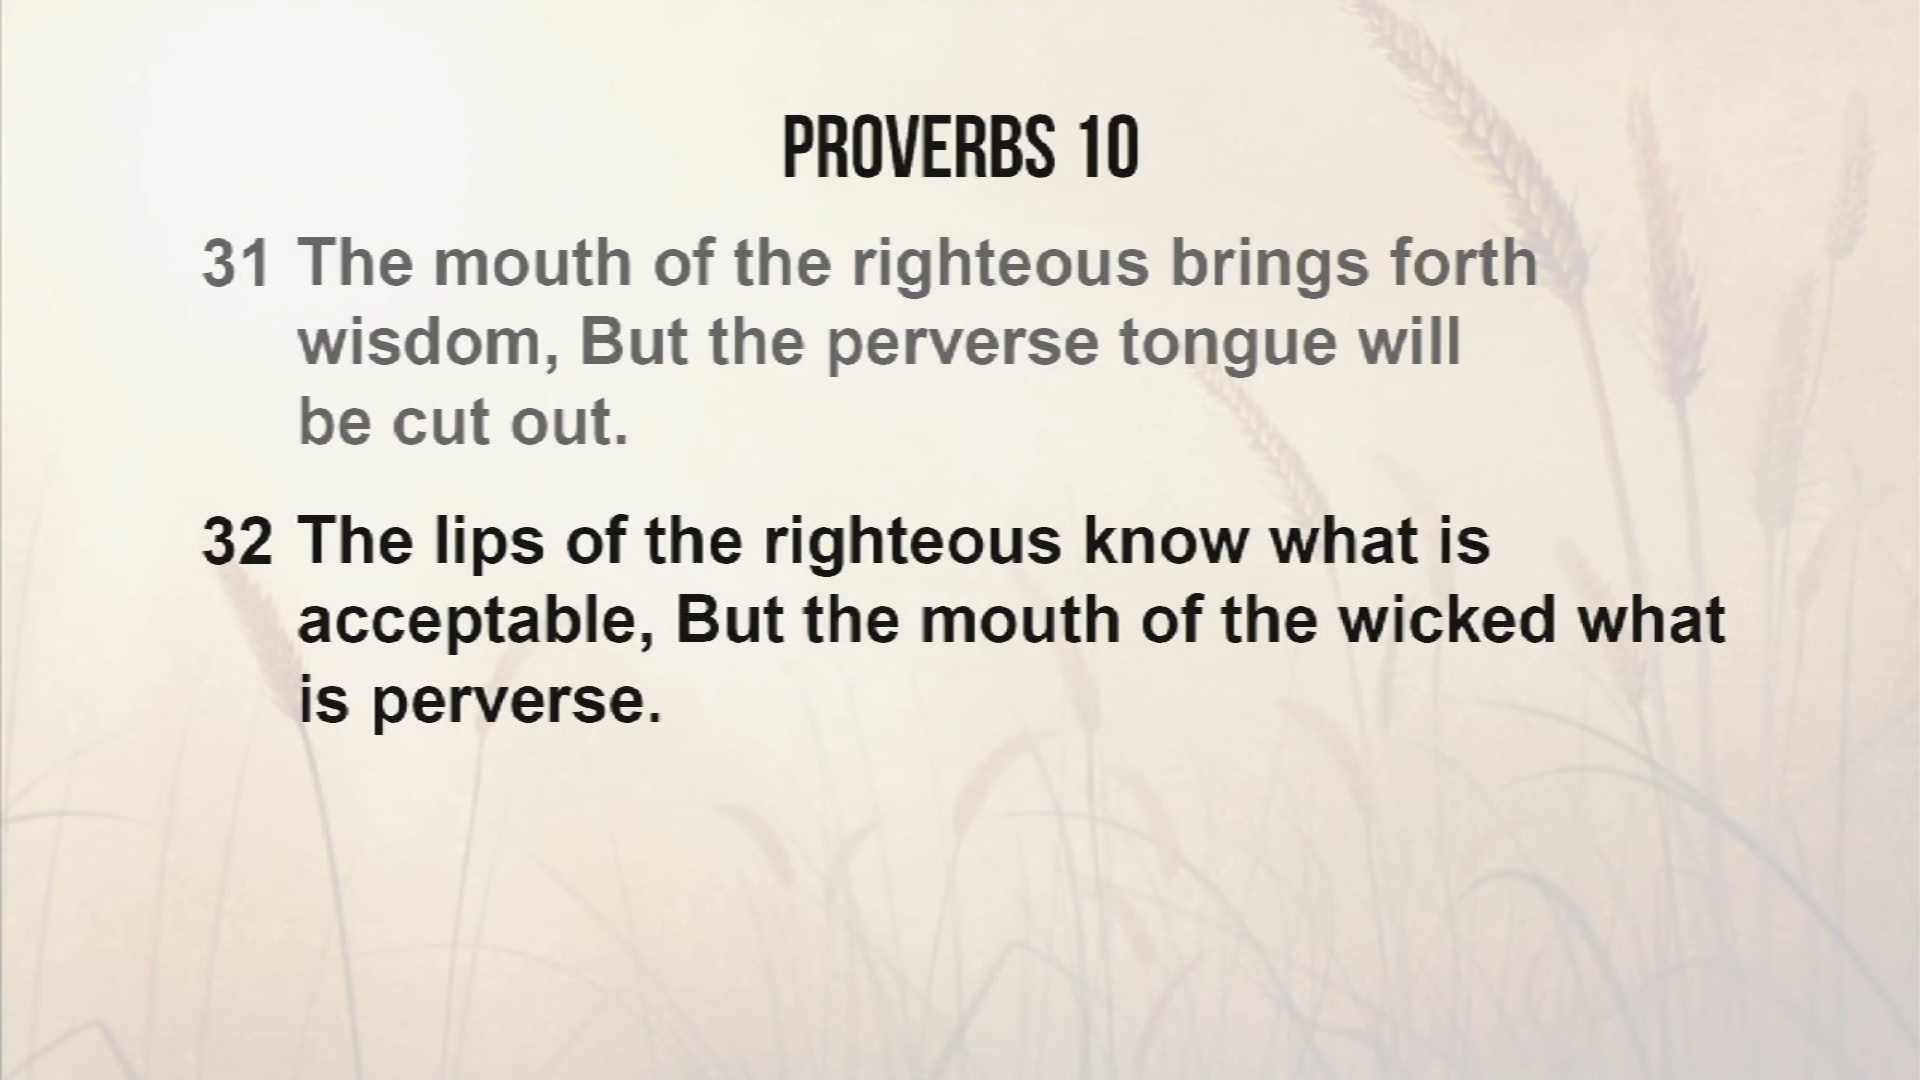 PROVERBS 10
31 The mouth of the righteous brings forth
wisdom, But the perverse tongue will
be cut out.
32 The lips of the righteous know what is
acceptable, But the mouth of the wicked what
is perverse.